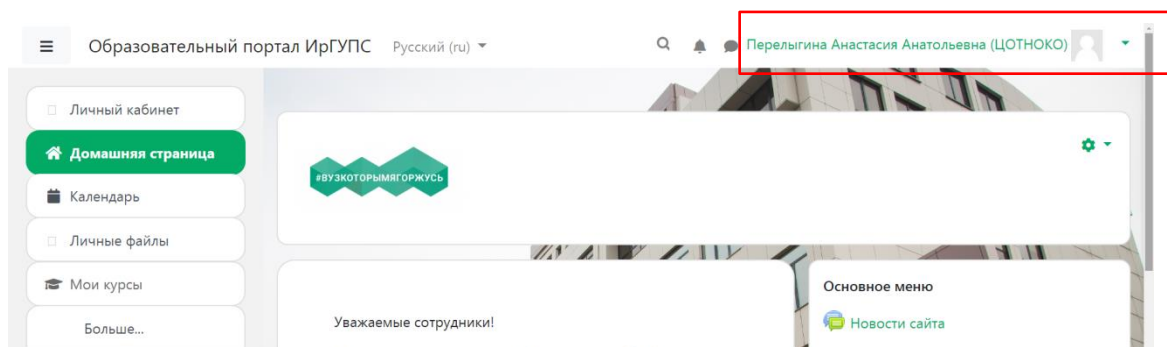 Образовательный портал ИрГУПС
Русский (ru)
Перелыгина Анастасия Анатольевна (ЦОТНОКО)
Личный кабинет
Домашняя страница
Календарь
Личные файлы
Мои курсы
Больше...
#ВУЗКОТОРЫМЯГОРЖУСЬ
Уважаемые сотрудники!
Основное меню
Новости сайта